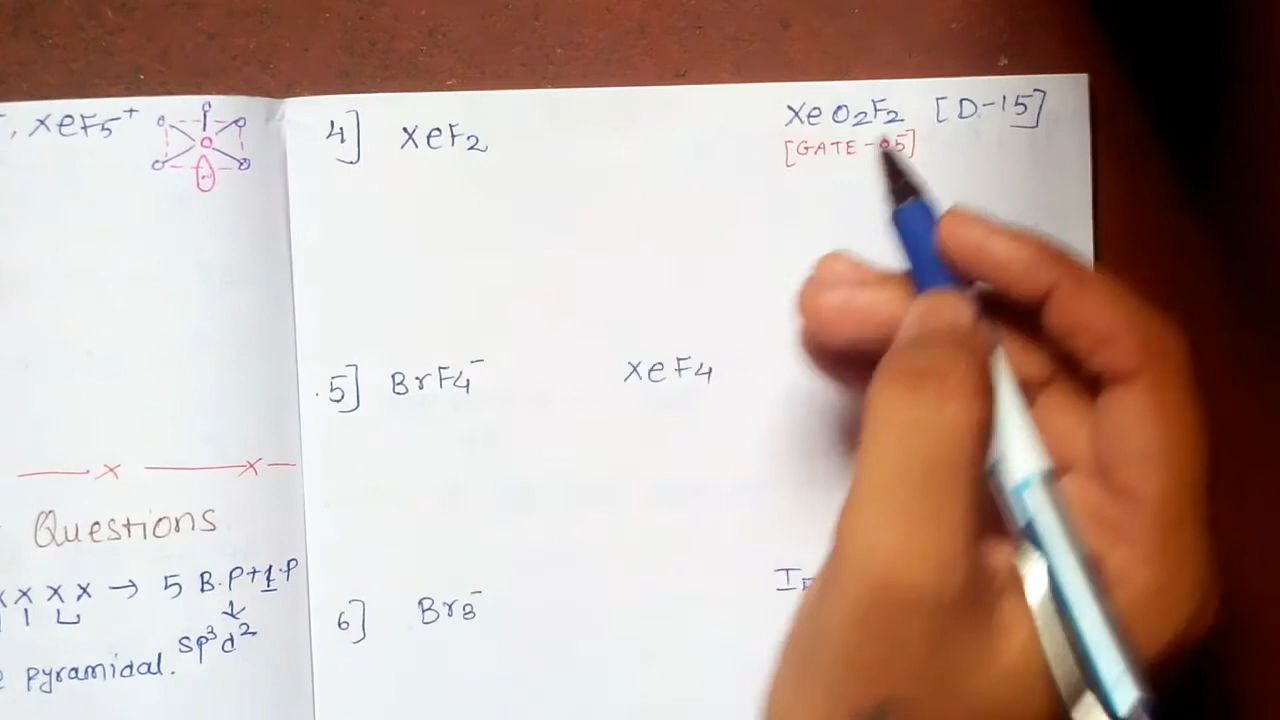 , XeF5+
Questions
X X X X → 5 B.P + 1 l.P
sp³d²
pyramidal.
4] XeF2
XeO2F2 [D-15]
[GATE-05]
5] BrF4⁻ XeF4
6] Br3⁻